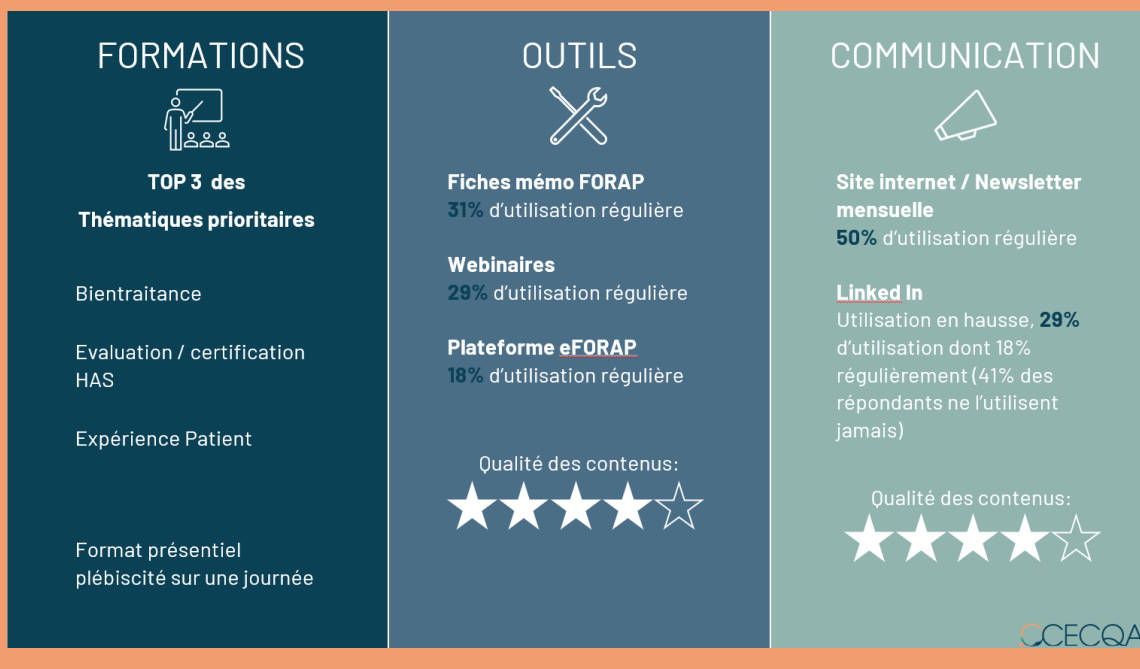 FORMATIONS
TOP 3 des
Thématiques prioritaires
Bientraitance
Evaluation / certification
HAS
Expérience Patient
Format présentiel
plébiscité sur une journée
OUTILS
Fiches mémo FORAP
31% d'utilisation régulière
Webinaires
29% d'utilisation régulière
Plateforme eFORAP
18% d'utilisation régulière
Qualité des contenus:
COMMUNICATION
Site internet / Newsletter
mensuelle
50% d'utilisation régulière
Linked In
Utilisation en hausse, 29%
d'utilisation dont 18%
régulièrement (41% des
répondants ne l'utilisent
jamais)
Qualité des contenus:
CCECQA